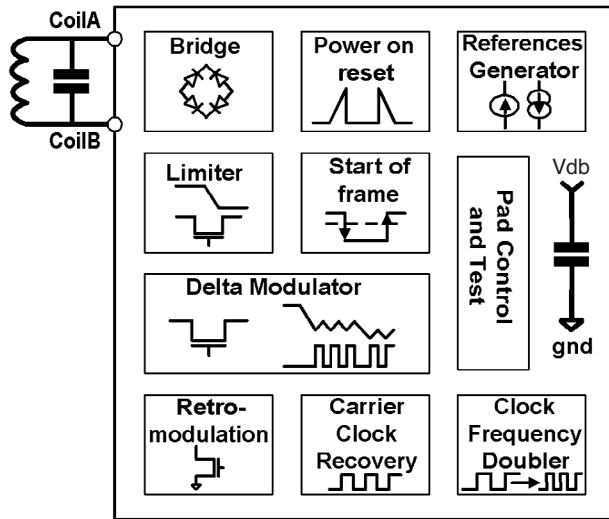 CoilA
CoilB
Bridge
Power on
reset
References
Generator
Limiter
Start of
frame
Pad Control
and Test
Vdb
gnd
Delta Modulator
Retro-
modulation
Carrier
Clock
Recovery
Clock
Frequency
Doubler